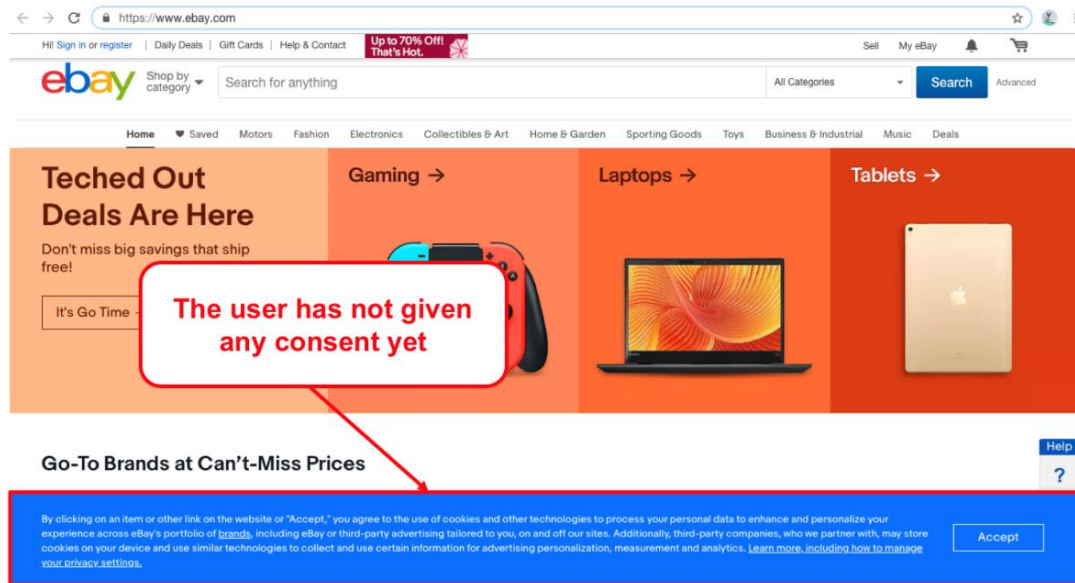 https://www.ebay.com
Hi! Sign in or register | Daily Deals | Gift Cards | Help & Contact
Up to 70% Off!
That's Hot.
Sell My eBay
ebay
Shop by
category
Search for anything
All Categories
Search
Advanced
Home Saved Motors Fashion Electronics Collectibles & Art Home & Garden Sporting Goods Toys Business & Industrial Music Deals
Teched Out
Deals Are Here
Don't miss big savings that ship
free!
It's Go Time
Gaming →
Laptops →
Tablets →
The user has not given
any consent yet
Go-To Brands at Can't-Miss Prices
Help
?
By clicking on an item or other link on the website or "Accept," you agree to the use of cookies and other technologies to process your personal data to enhance and personalize your
experience across eBay's portfolio of brands, including eBay or third-party advertising tailored to you, on and off our sites. Additionally, third-party companies, who we partner with, may store
cookies on your device and use similar technologies to collect and use certain information for advertising personalization, measurement and analytics. Learn more, including how to manage
your privacy settings.
Accept